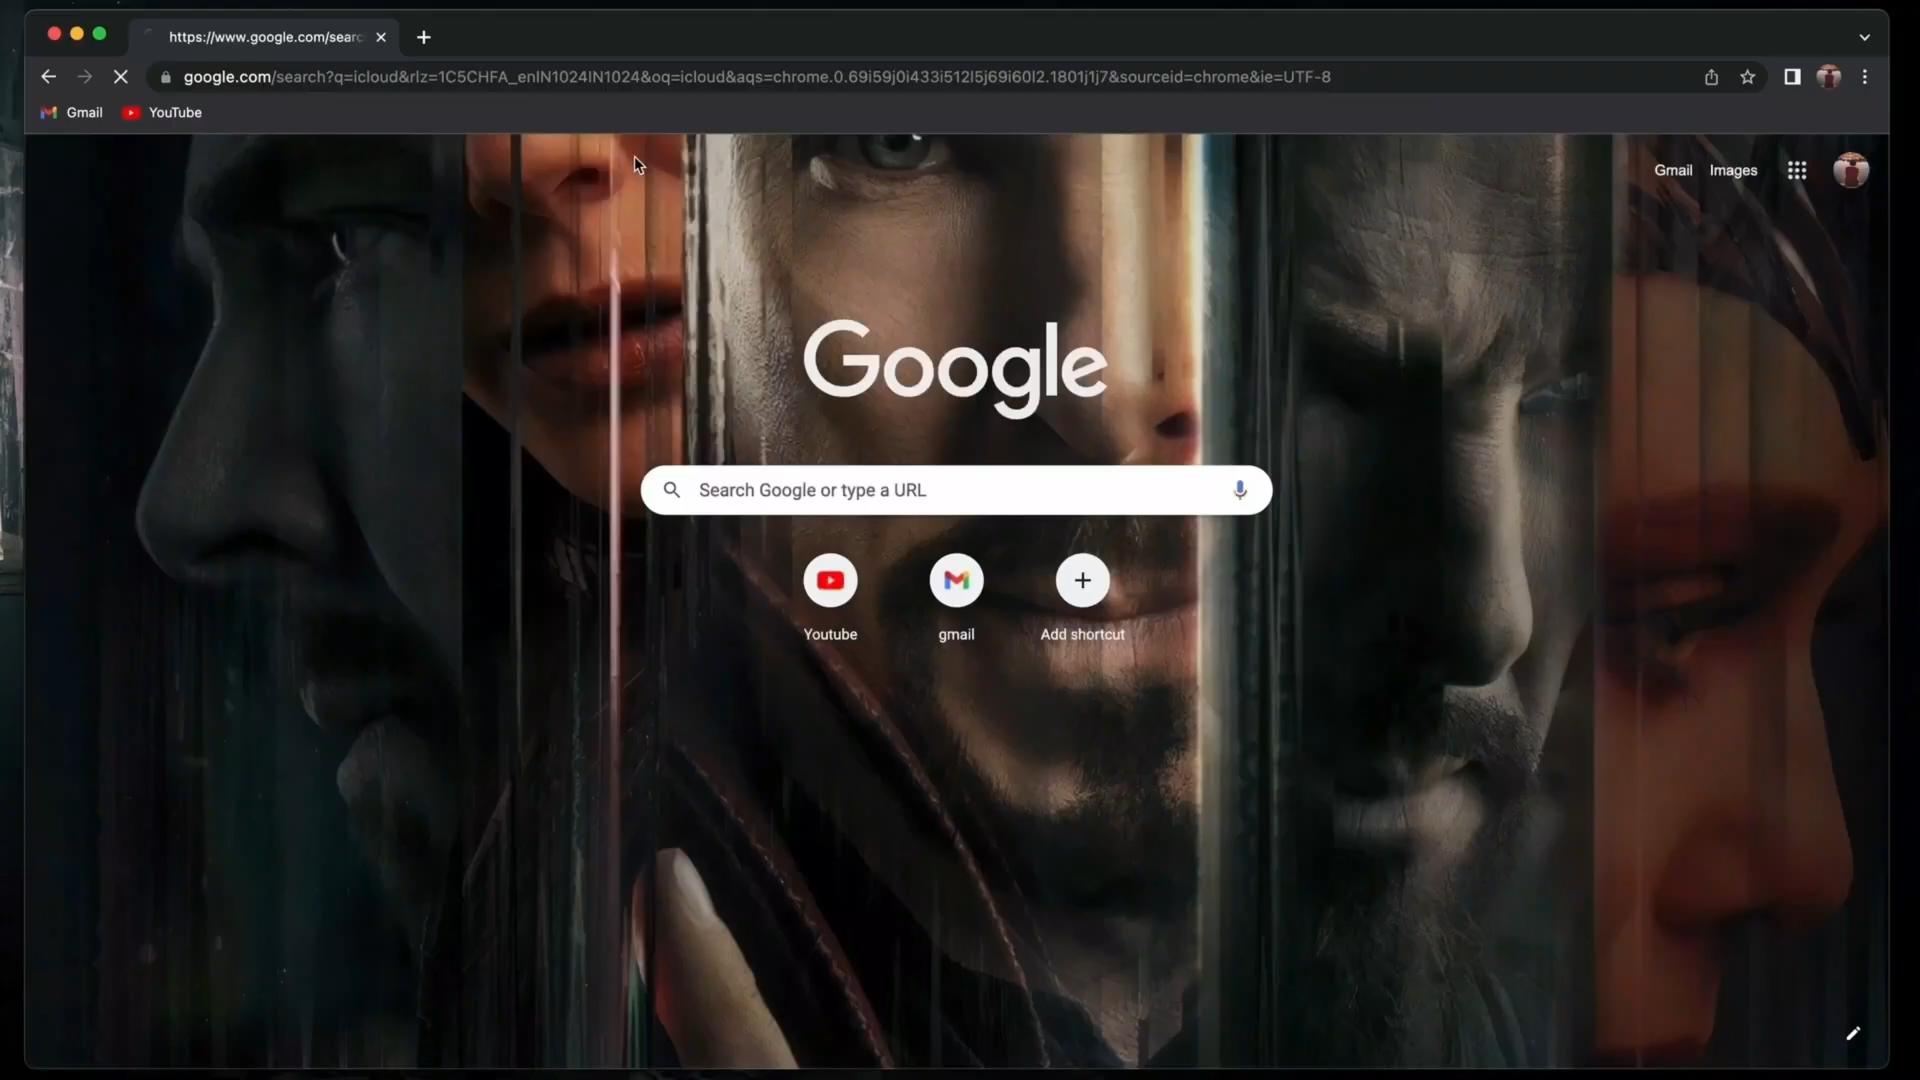 https://www.google.com/searc
google.com/search?q=icloud&rlz=1C5CHFA_enIN1024IN1024&oq=icloud&aqs=chrome.0.69i59j0i433i512l5j69i60l2.1801j1j7&sourceid=chrome&ie=UTF-8
Gmail YouTube
Gmail Images
Google
Search Google or type a URL
Youtube gmail Add shortcut